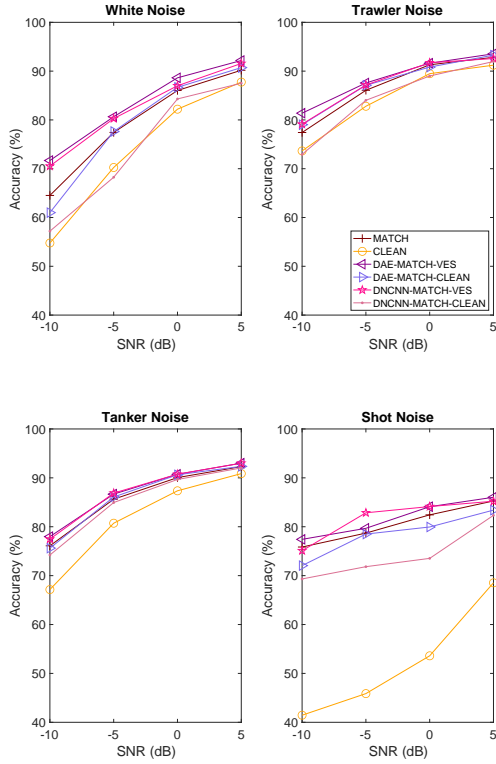 White Noise
100
90
80
70
60
50
40
-10
-5
0
5
SNR (dB)
Accuracy (%)
Trawler Noise
100
90
80
70
60
50
40
-10
-5
0
5
SNR (dB)
Accuracy (%)
MATCH
CLEAN
DAE-MATCH-VES
DAE-MATCH-CLEAN
DNCNN-MATCH-VES
DNCNN-MATCH-CLEAN
Tanker Noise
100
90
80
70
60
50
40
-10
-5
0
5
SNR (dB)
Accuracy (%)
Shot Noise
100
90
80
70
60
50
40
-10
-5
0
5
SNR (dB)
Accuracy (%)